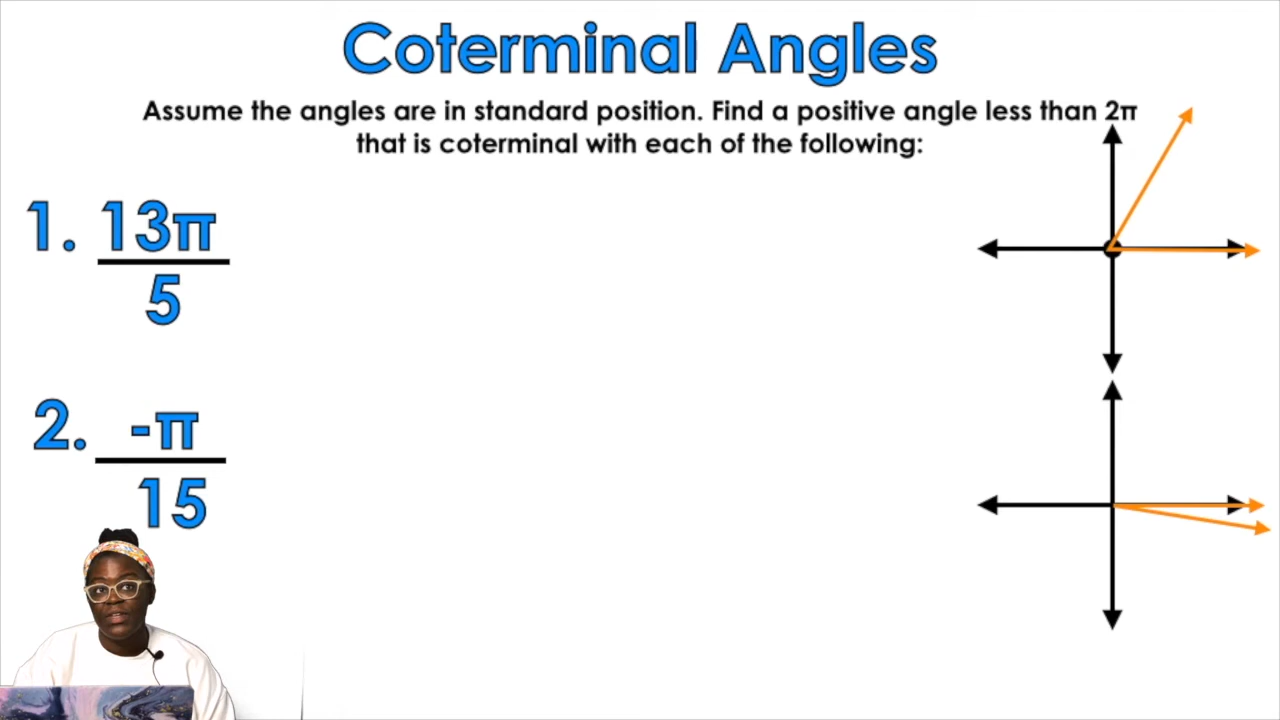 Coterminal Angles
Assume the angles are in standard position. Find a positive angle less than 2π
that is coterminal with each of the following:
1. 13π
5
2. -π
15